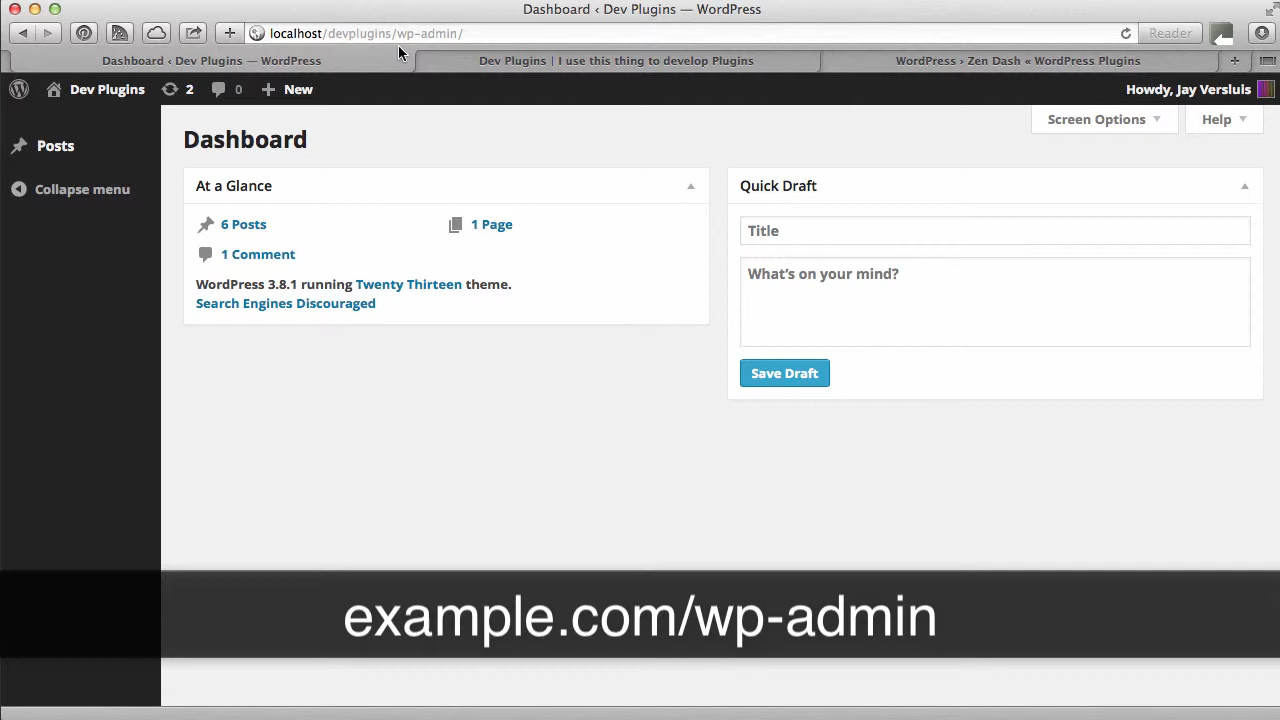 Dashboard ‹ Dev Plugins — WordPress
localhost/devplugins/wp-admin/
Reader
Dashboard ‹ Dev Plugins — WordPress
Dev Plugins | I use this thing to develop Plugins
WordPress › Zen Dash « WordPress Plugins
Dev Plugins
2
0
New
Howdy, Jay Versluis
Posts
Collapse menu
Screen Options
Help
Dashboard
At a Glance
6 Posts
1 Page
1 Comment
WordPress 3.8.1 running Twenty Thirteen theme.
Search Engines Discouraged
Quick Draft
Title
What's on your mind?
Save Draft
example.com/wp-admin